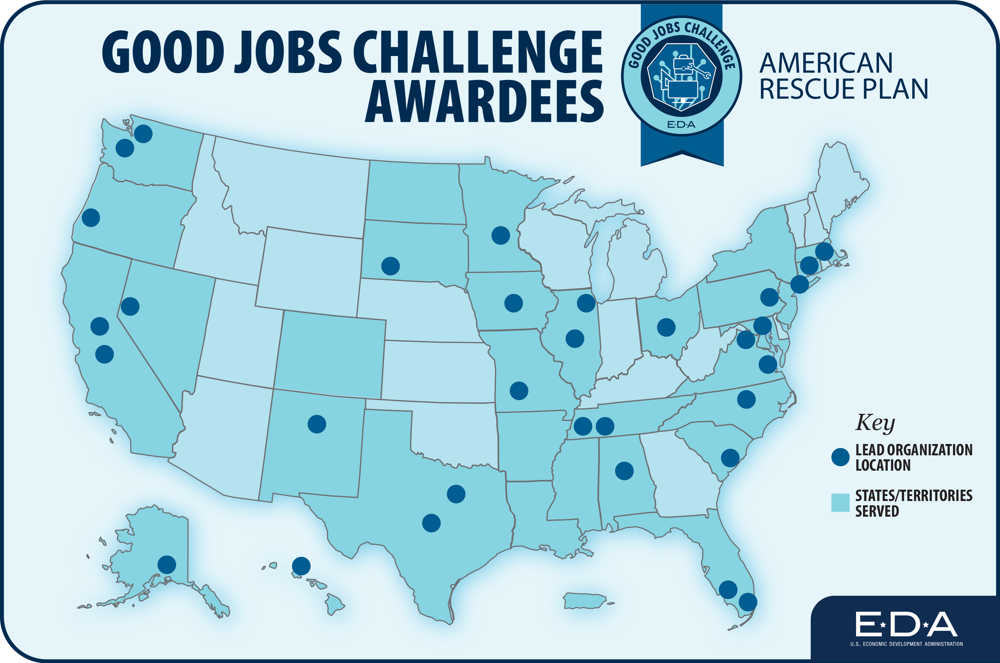 GOOD JOBS CHALLENGE
AWARDEES
GOOD JOBS CHALLENGE
E·D·A
AMERICAN
RESCUE PLAN
Key
LEAD ORGANIZATION
LOCATION
STATES/TERRITORIES
SERVED
E★D★A
U.S. ECONOMIC DEVELOPMENT ADMINISTRATION